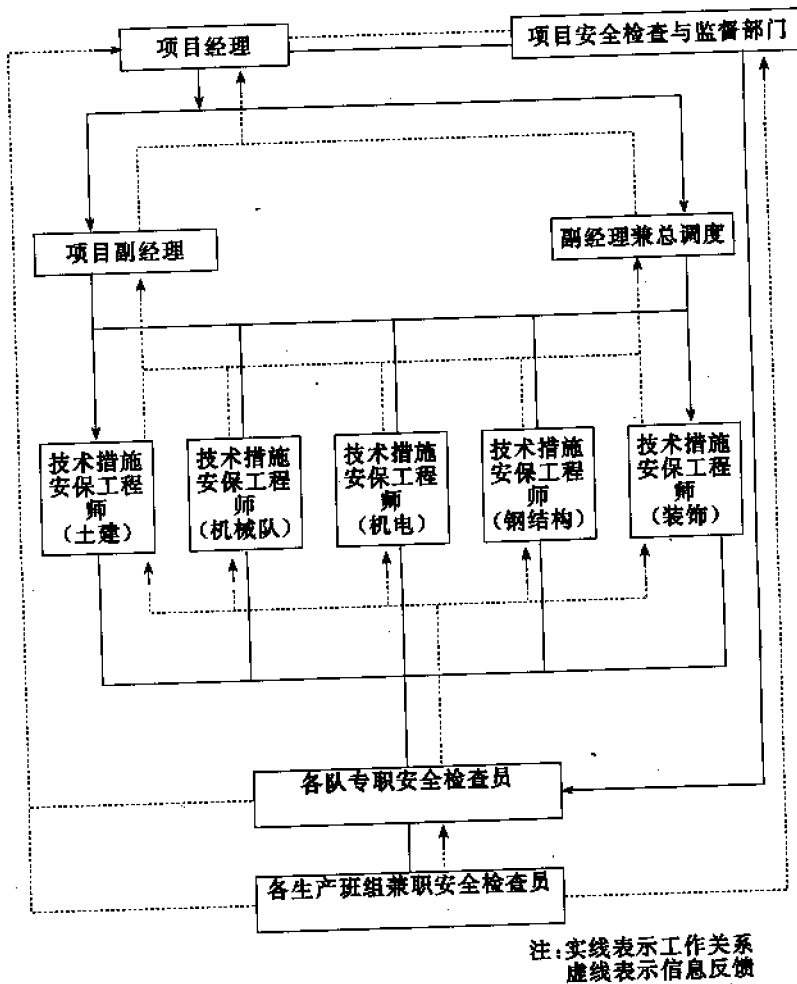 项目经理
项目安全检查与监督部门
项目副经理
副经理兼总调度
技术措施
安保工程
师
(土建)
技术措施
安保工程
师
(机械队)
技术措施
安保工程
师
(机电)
技术措施
安保工程
师
(钢结构)
技术措施
安保工程
师
(装饰)
各队专职安全检查员
各生产班组兼职安全检查员
注:实线表示工作关系
虚线表示信息反馈